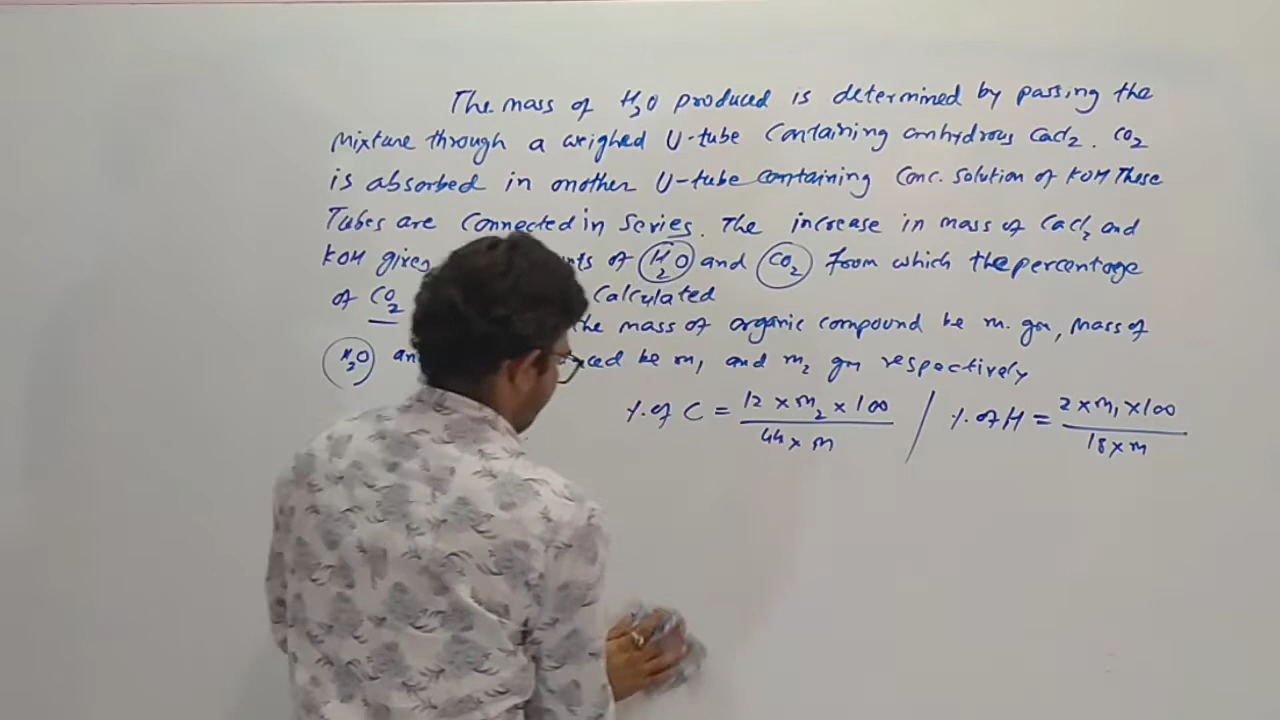 The mass of H2O produced is determined by passing the
mixture through a weighed U-tube containing anhydrous CaCl2. CO2
is absorbed in another U-tube containing Conc. Solution of KOH These
Tubes are connected in Series. The increase in mass of CaCl2 and
KOH gives of H2O and CO2 from which the percentage
of CO2 Calculated
the mass of organic compound be m. gm, Mass of
H2O be m1 and m2 gm respectively
%. of C = 12 × m2 × 100 / 44 × m / %. of H = 2 × m1 × 100 / 18 × m